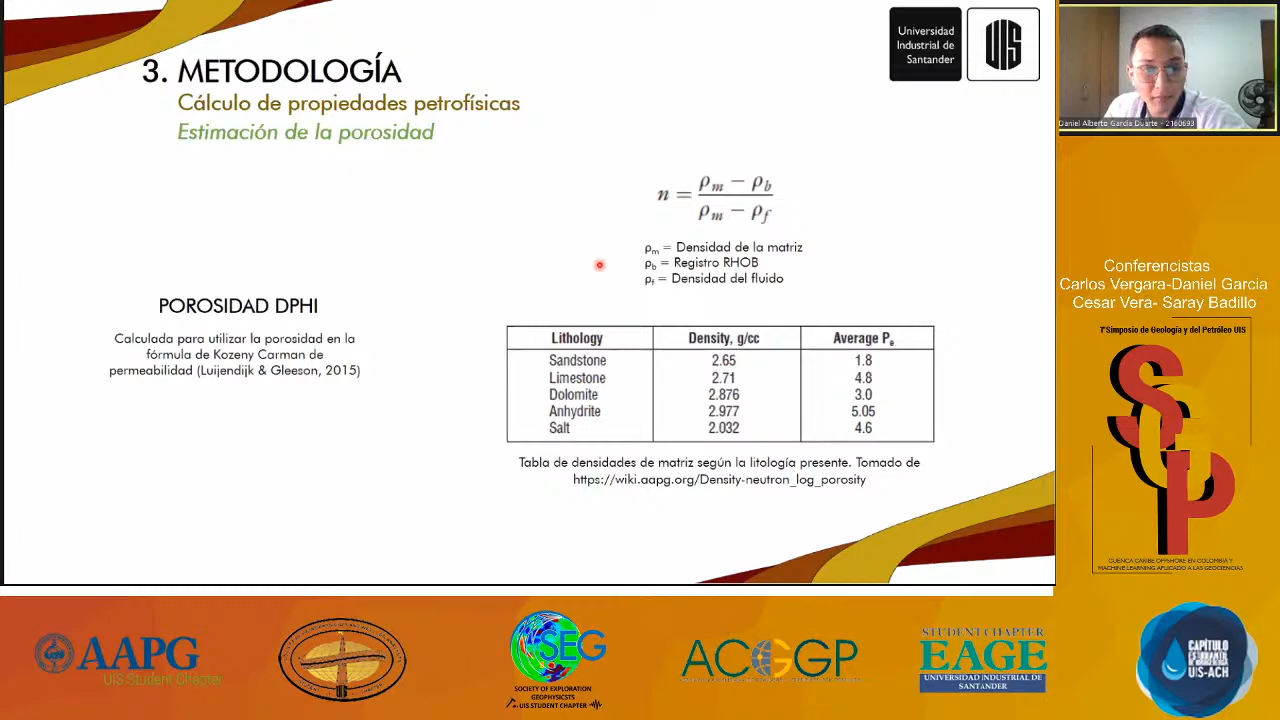 3. METODOLOGÍA
Cálculo de propiedades petrofísicas
Estimación de la porosidad
Universidad
Industrial de
Santander
UIS
Daniel Alberto García Duarte - 2160693
n = (ρm − ρb) / (ρm − ρf)
ρm = Densidad de la matriz
ρb = Registro RHOB
ρf = Densidad del fluido
POROSIDAD DPHI
Calculada para utilizar la porosidad en la
fórmula de Kozeny Carman de
permeabilidad (Luijendijk & Gleeson, 2015)
Lithology Density, g/cc Average Pe
Sandstone 2.65 1.8
Limestone 2.71 4.8
Dolomite 2.876 3.0
Anhydrite 2.977 5.05
Salt 2.032 4.6
Tabla de densidades de matriz según la litología presente. Tomado de
https://wiki.aapg.org/Density-neutron_log_porosity
Conferencistas
Carlos Vergara-Daniel Garcia
Cesar Vera- Saray Badillo
1°Simposio de Geología y del Petróleo UIS
SGP
CUENCA CARIBE OFFSHORE EN COLOMBIA Y
MACHINE LEARNING APLICADO A LAS GEOCIENCIAS
AAPG
UIS Student Chapter
UIS
SEG
SOCIETY OF EXPLORATION
GEOPHYSICSTS
UIS STUDENT CHAPTER
ACGGP
STUDENT CHAPTER
EAGE
UNIVERSIDAD INDUSTRIAL DE
SANTANDER
CAPÍTULO
ESTUDIANTIL
DE HIDROGEOLOGÍA
UIS-ACH